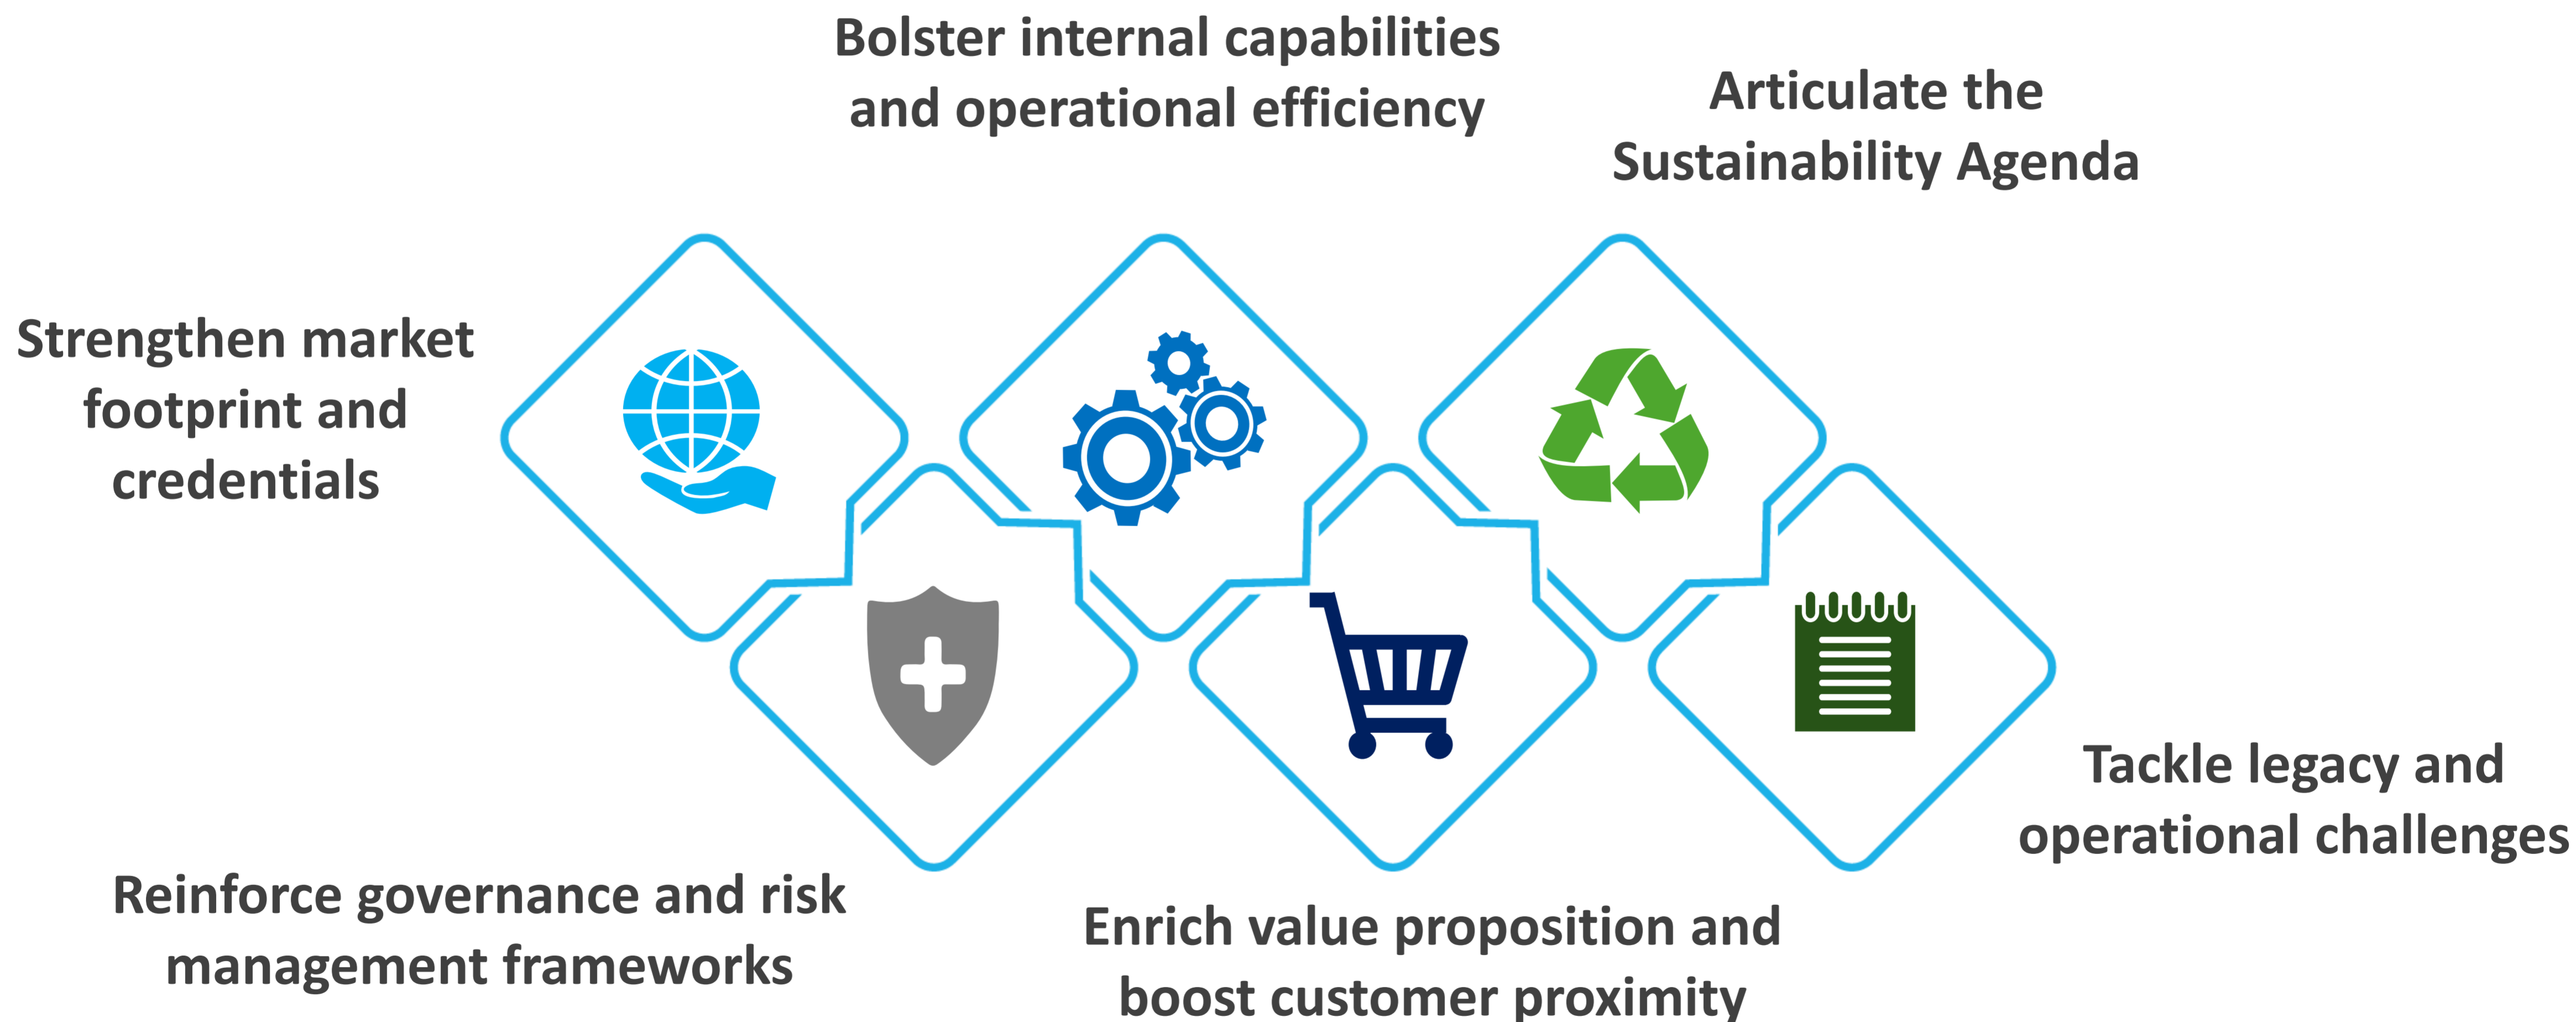 Bolster internal capabilities
and operational efficiency
Articulate the
Sustainability Agenda
Strengthen market
footprint and
credentials
Tackle legacy and
operational challenges
Reinforce governance and risk
management frameworks
Enrich value proposition and
boost customer proximity